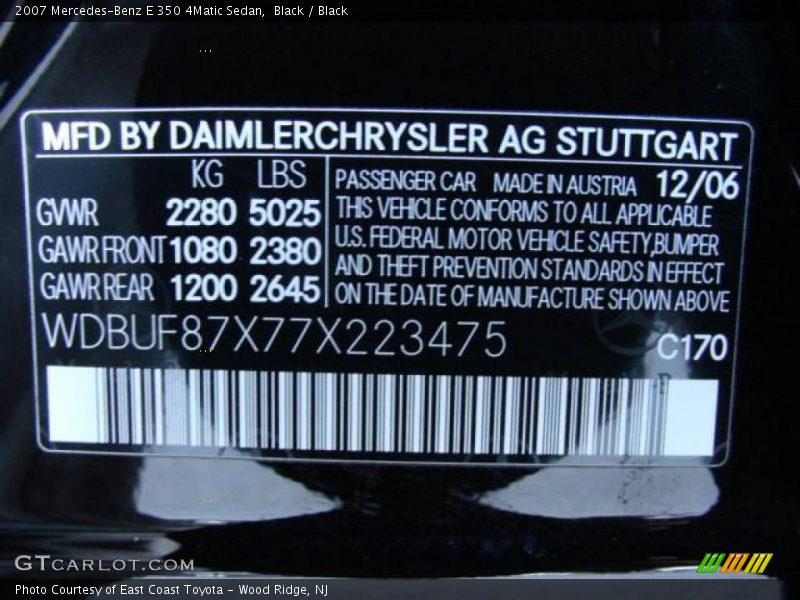 2007 Mercedes-Benz E 350 4Matic Sedan,  Black / Black
MFD BY DAIMLERCHRYSLER AG STUTTGART
KG LBS
GVWR 2280 5025
GAWR FRONT 1080 2380
GAWR REAR 1200 2645
PASSENGER CAR MADE IN AUSTRIA 12/06
THIS VEHICLE CONFORMS TO ALL APPLICABLE
U.S. FEDERAL MOTOR VEHICLE SAFETY,BUMPER
AND THEFT PREVENTION STANDARDS IN EFFECT
ON THE DATE OF MANUFACTURE SHOWN ABOVE
WDBUF87X77X223475 C170
GTCARLOT.COM
Photo Courtesy of East Coast Toyota - Wood Ridge, NJ